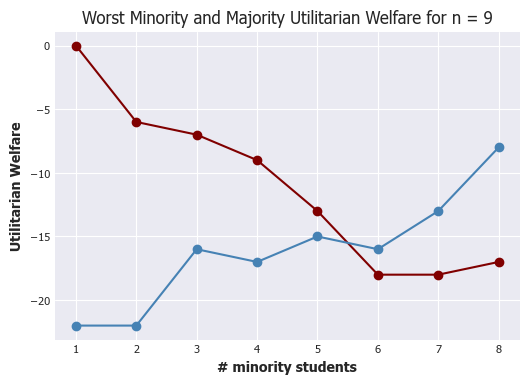 Worst Minority and Majority Utilitarian Welfare for n = 9
0
−5
−10
−15
−20
Utilitarian Welfare
1 2 3 4 5 6 7 8
# minority students